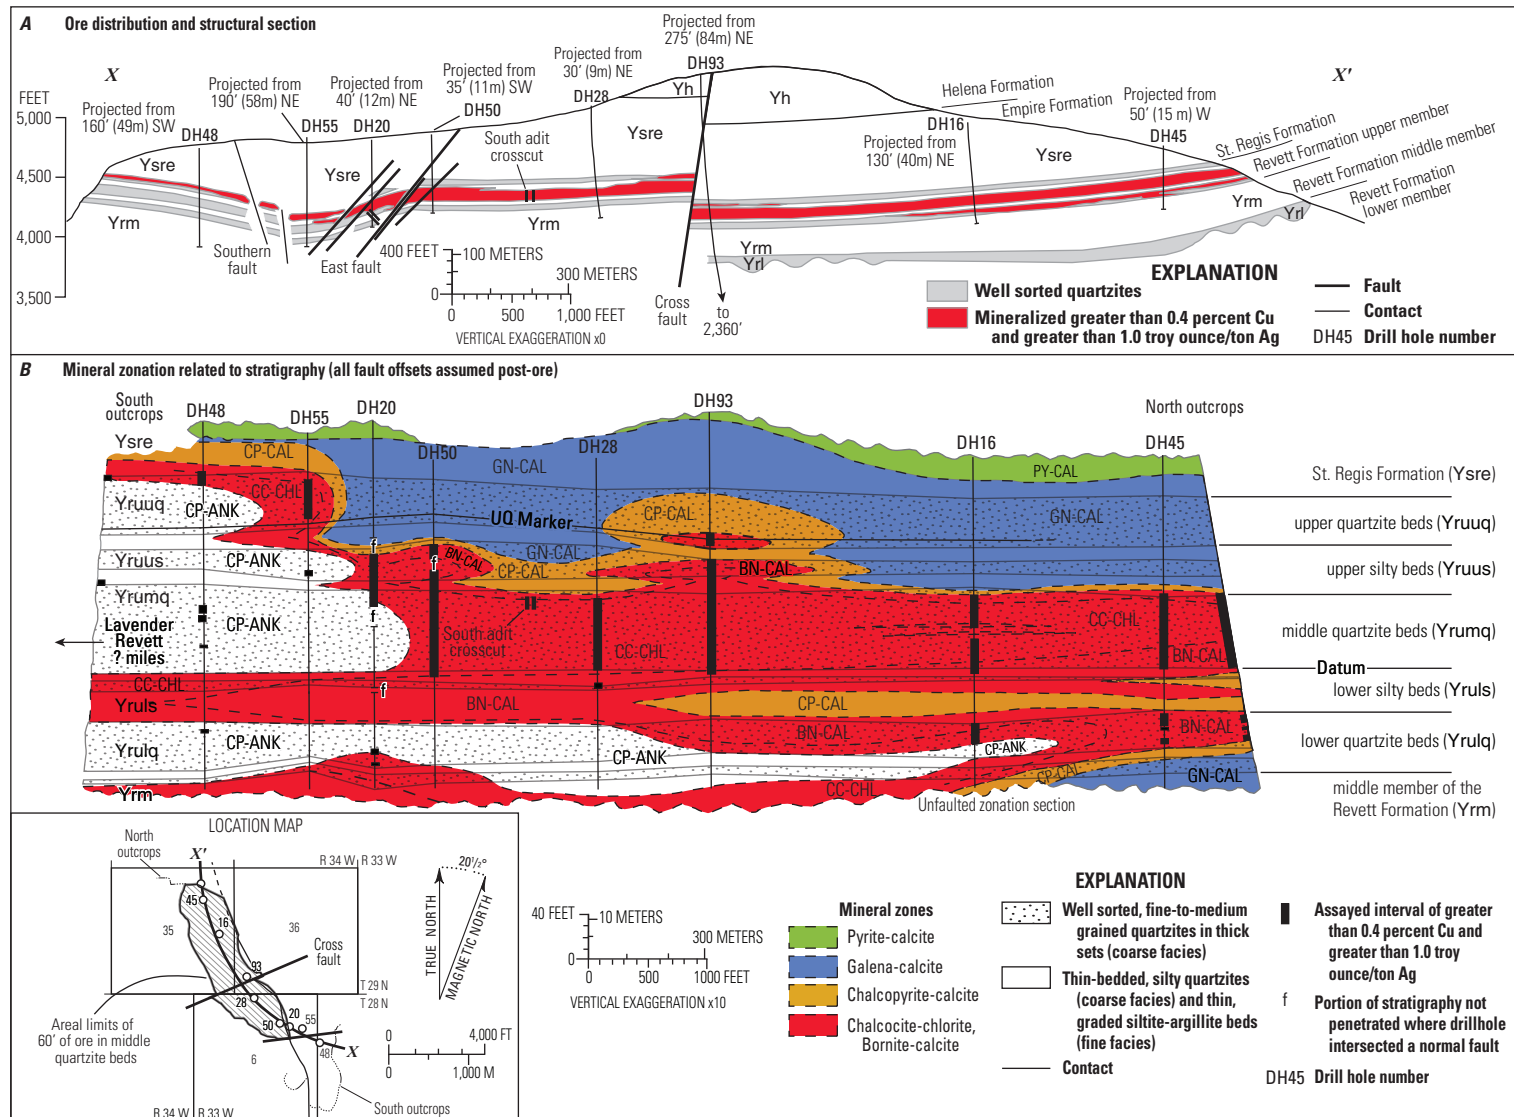 A Ore distribution and structural section
X
X'
FEET
5,000
4,500
4,000
3,500
Projected from
160' (49m) SW
DH48
Projected from
190' (58m) NE
DH55
Projected from
40' (12m) NE
DH20
Projected from
35' (11m) SW
DH50
Projected from
30' (9m) NE
DH28
Projected from
275' (84m) NE
DH93
DH16
Projected from
130' (40m) NE
Projected from
50' (15 m) W
DH45
Helena Formation
Empire Formation
St. Regis Formation
Revett Formation upper member
Revett Formation middle member
Revett Formation
lower member
Yh
Yh
Ysre
Ysre
Ysre
Ysre
South adit
crosscut
Yrm
Yrm
Yrm
Yrl
Yrm
Yrl
Southern
fault
East fault
Cross
fault
to
2,360'
400 FEET
100 METERS
0
300 METERS
0
500
1,000 FEET
VERTICAL EXAGGERATION x0
EXPLANATION
Well sorted quartzites
Mineralized greater than 0.4 percent Cu
and greater than 1.0 troy ounce/ton Ag
Fault
Contact
DH45 Drill hole number
B Mineral zonation related to stratigraphy (all fault offsets assumed post-ore)
South
outcrops
DH48
DH55
DH20
DH50
DH28
DH93
DH16
DH45
North outcrops
Ysre
CP-CAL
GN-CAL
PY-CAL
St. Regis Formation (Ysre)
CC-CHL
Yruuq
CP-ANK
UQ Marker
CP-CAL
GN-CAL
upper quartzite beds (Yruuq)
f
f
BN-CAL
GN-CAL
CP-CAL
BN-CAL
Yruus
CP-ANK
upper silty beds (Yruus)
Yrumq
CP-ANK
f
Lavender
Revett
? miles
South adit
crosscut
CC-CHL
CC-CHL
BN-CAL
middle quartzite beds (Yrumq)
Datum
CC-CHL
f
Yruls
BN-CAL
CP-CAL
lower silty beds (Yruls)
Yrulq
CP-ANK
CP-ANK
BN-CAL
CP-ANK
BN-CAL
lower quartzite beds (Yrulq)
CP-CAL
GN-CAL
Yrm
CC-CHL
Unfaulted zonation section
middle member of the
Revett Formation (Yrm)
LOCATION MAP
North
outcrops
X'
R 34 W
R 33 W
45
16
35
36
Cross
fault
93
T 29 N
T 28 N
28
Areal limits of
60' of ore in middle
quartzite beds
50
20
55
48
X
6
South outcrops
R 34 W
R 33 W
20½°
TRUE NORTH
MAGNETIC NORTH
0
4,000 FT
0
1,000 M
40 FEET
10 METERS
0
300 METERS
0
500
1000 FEET
VERTICAL EXAGGERATION x10
Mineral zones
Pyrite-calcite
Galena-calcite
Chalcopyrite-calcite
Chalcocite-chlorite,
Bornite-calcite
EXPLANATION
Well sorted, fine-to-medium
grained quartzites in thick
sets (coarse facies)
Thin-bedded, silty quartzites
(coarse facies) and thin,
graded siltite-argillite beds
(fine facies)
Contact
Assayed interval of greater
than 0.4 percent Cu and
greater than 1.0 troy
ounce/ton Ag
f Portion of stratigraphy not
penetrated where drillhole
intersected a normal fault
DH45 Drill hole number